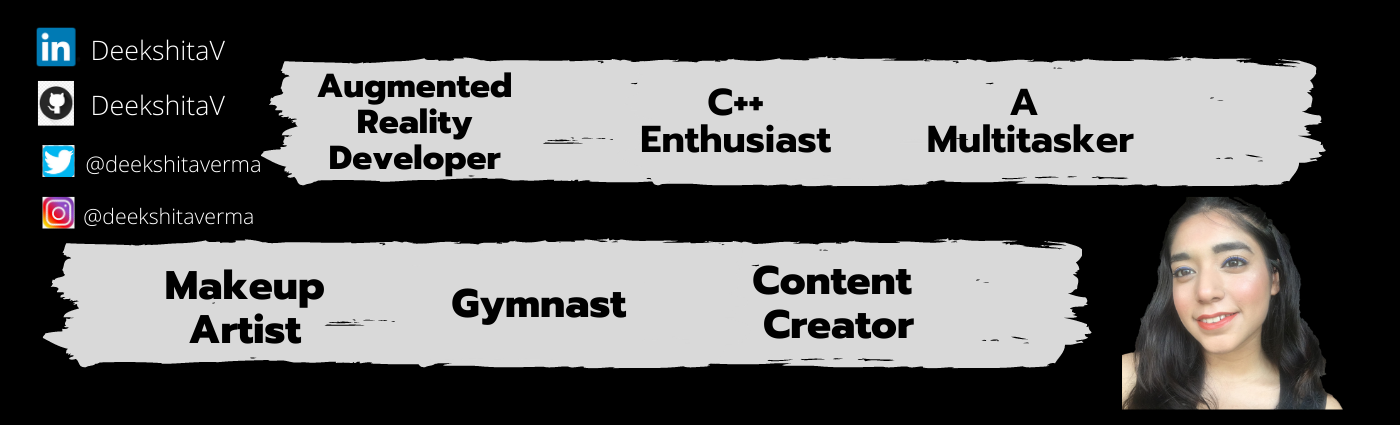 in
DeekshitaV
DeekshitaV
@deekshitaverma
@deekshitaverma
Augmented
Reality
Developer
C++
Enthusiast
A
Multitasker
Makeup
Artist
Gymnast
Content
Creator